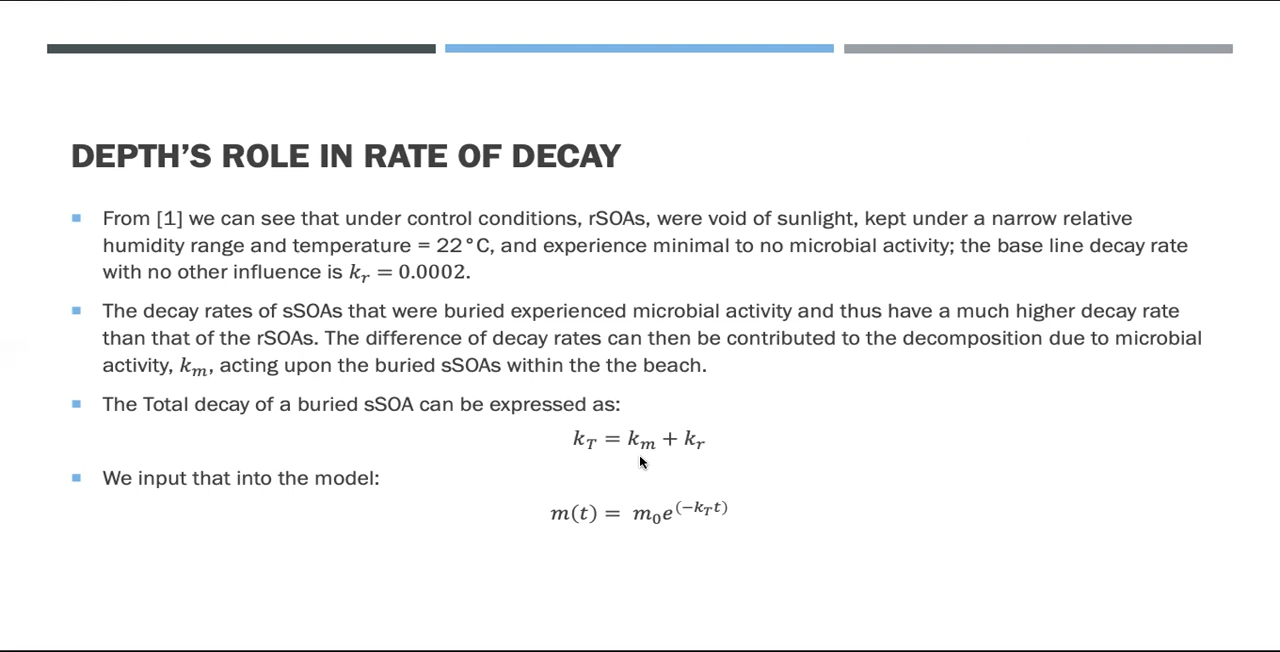 DEPTH'S ROLE IN RATE OF DECAY
From [1] we can see that under control conditions, rSOAs, were void of sunlight, kept under a narrow relative
humidity range and temperature = 22°C, and experience minimal to no microbial activity; the base line decay rate
with no other influence is kᵣ = 0.0002.
The decay rates of sSOAs that were buried experienced microbial activity and thus have a much higher decay rate
than that of the rSOAs. The difference of decay rates can then be contributed to the decomposition due to microbial
activity, kₘ, acting upon the buried sSOAs within the the beach.
The Total decay of a buried sSOA can be expressed as:
k_T = kₘ + kᵣ
We input that into the model:
m(t) = m₀e^(−k_T t)